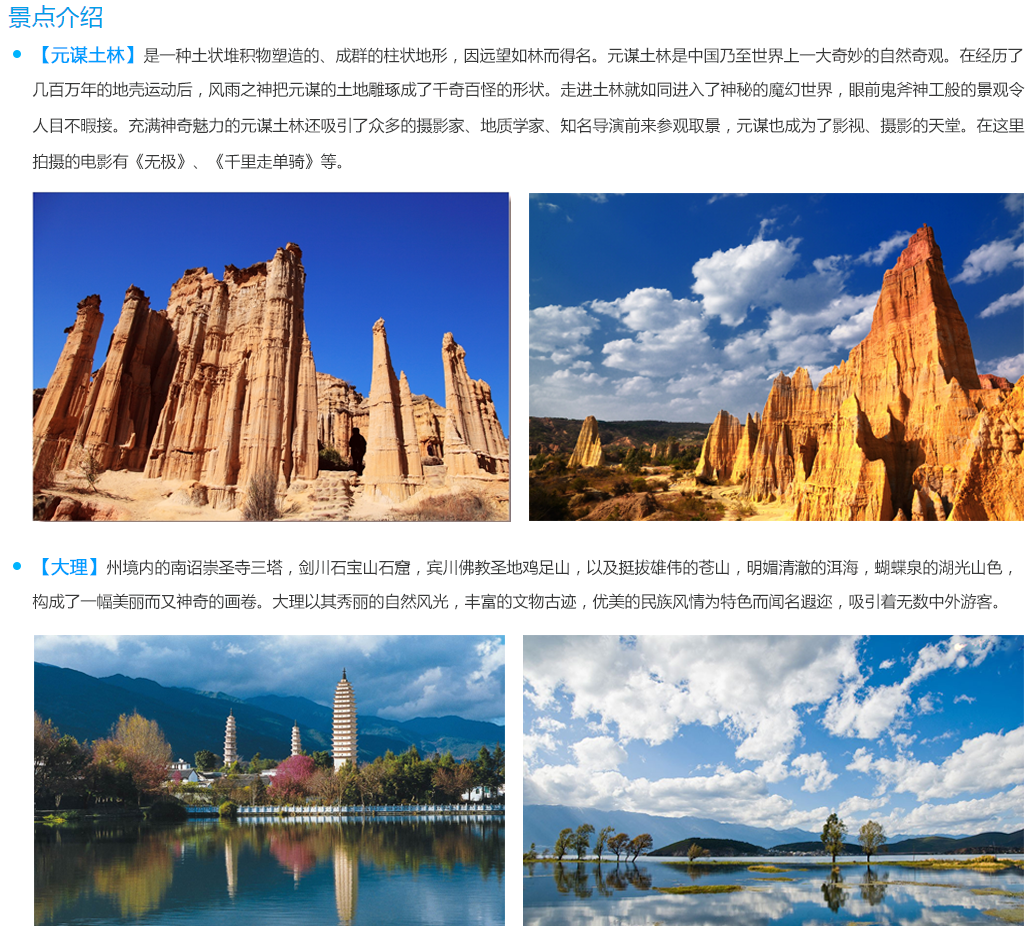 景点介绍
【元谋土林】是一种土状堆积物塑造的、成群的柱状地形，因远望如林而得名。元谋土林是中国乃至世界上一大奇妙的自然奇观。在经历了
几百万年的地壳运动后，风雨之神把元谋的土地雕琢成了千奇百怪的形状。走进土林就如同进入了神秘的魔幻世界，眼前鬼斧神工般的景观令
人目不暇接。充满神奇魅力的元谋土林还吸引了众多的摄影家、地质学家、知名导演前来参观取景，元谋也成为了影视、摄影的天堂。在这里
拍摄的电影有《无极》、《千里走单骑》等。
【大理】州境内的南诏崇圣寺三塔，剑川石宝山石窟，宾川佛教圣地鸡足山，以及挺拔雄伟的苍山，明媚清澈的洱海，蝴蝶泉的湖光山色，
构成了一幅美丽而又神奇的画卷。大理以其秀丽的自然风光，丰富的文物古迹，优美的民族风情为特色而闻名遐迩，吸引着无数中外游客。